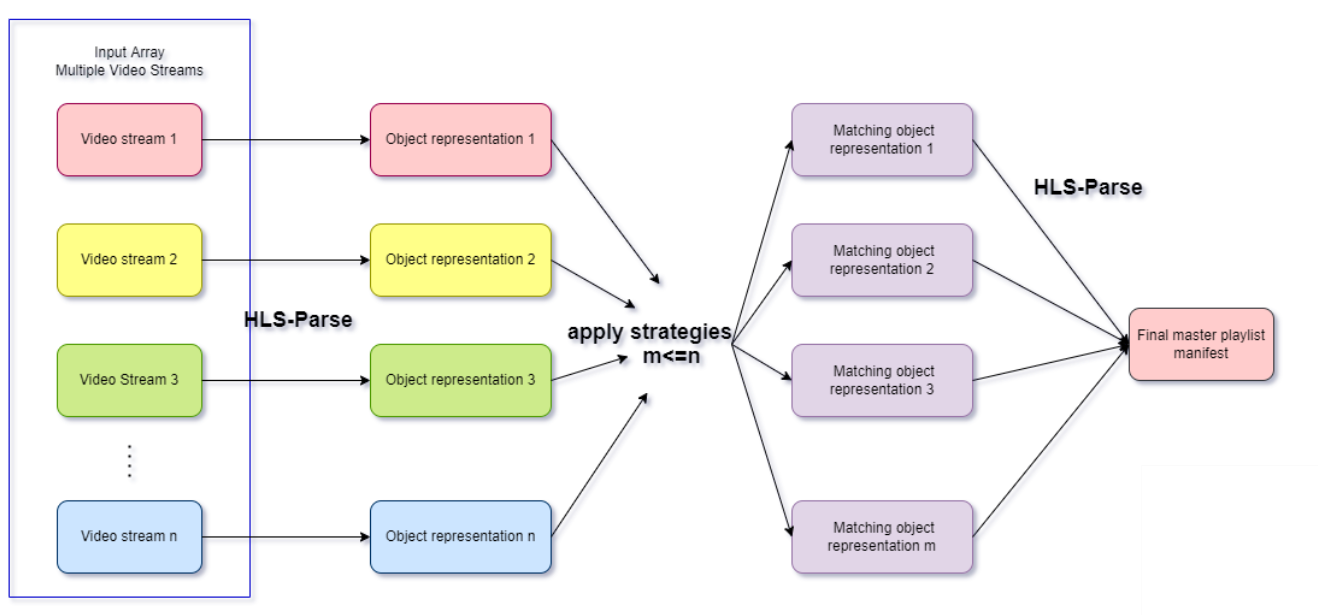 Input Array
Multiple Video Streams
Video stream 1
Object representation 1
Matching object
representation 1
HLS-Parse
Video stream 2
Object representation 2
Matching object
representation 2
HLS-Parse
apply strategies
m<=n
Final master playlist
manifest
Video Stream 3
Object representation 3
Matching object
representation 3
Video stream n
Object representation n
Matching object
representation m